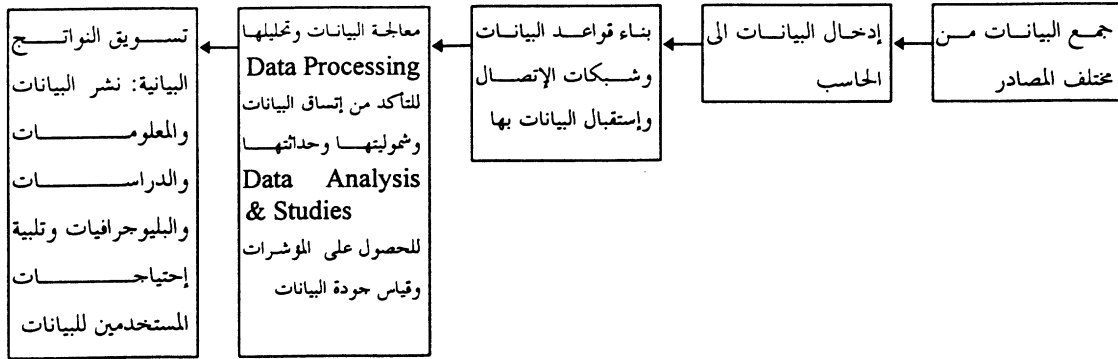 جمع البيانات من
مختلف المصادر
إدخال البيانات الى
الحاسب
بناء قواعد البيانات
وشبكات الإتصال
وإستقبال البيانات بها
معالجة البيانات وتحليلها
Data Processing
للتأكد من إتساق البيانات
وشموليتها وحداثتها
Data Analysis
& Studies
للحصول على المؤشرات
وقياس جودة البيانات
تسويق النواتج
البيانية: نشر البيانات
والمعلومات
والدراسات
والبليوجرافيات وتلبية
إحتياجات
المستخدمين للبيانات